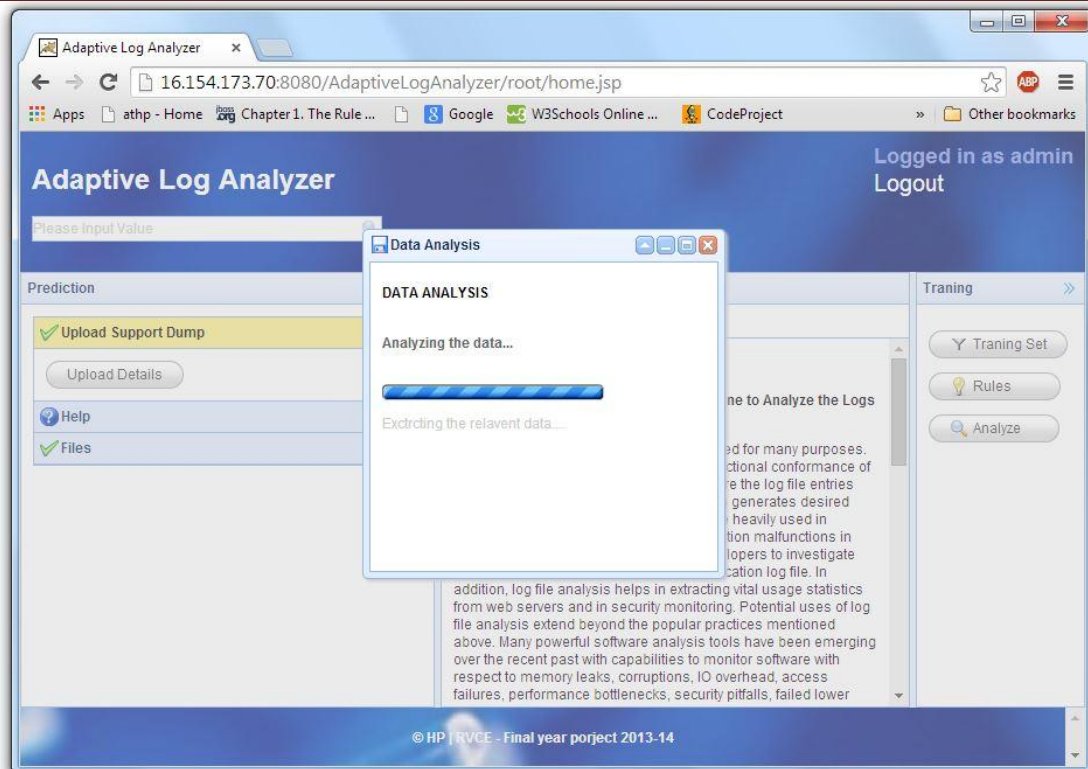 Adaptive Log Analyzer
16.154.173.70:8080/AdaptiveLogAnalyzer/root/home.jsp
ABP
Apps athp - Home Chapter 1. The Rule ... Google W3Schools Online ... CodeProject » Other bookmarks
Logged in as admin
Adaptive Log Analyzer
Logout
Please Input Value
Data Analysis
DATA ANALYSIS
Analyzing the data...
Exctrcting the relavent data....
Prediction
Upload Support Dump
Upload Details
Help
Files
me to Analyze the Logs
ed for many purposes.
ctional conformance of
re the log file entries
generates desired
heavily used in
tion malfunctions in
lopers to investigate
cation log file. In
addition, log file analysis helps in extracting vital usage statistics
from web servers and in security monitoring. Potential uses of log
file analysis extend beyond the popular practices mentioned
above. Many powerful software analysis tools have been emerging
over the recent past with capabilities to monitor software with
respect to memory leaks, corruptions, IO overhead, access
failures, performance bottlenecks, security pitfalls, failed lower
Traning »
Traning Set
Rules
Analyze
© HP | RVCE - Final year porject 2013-14